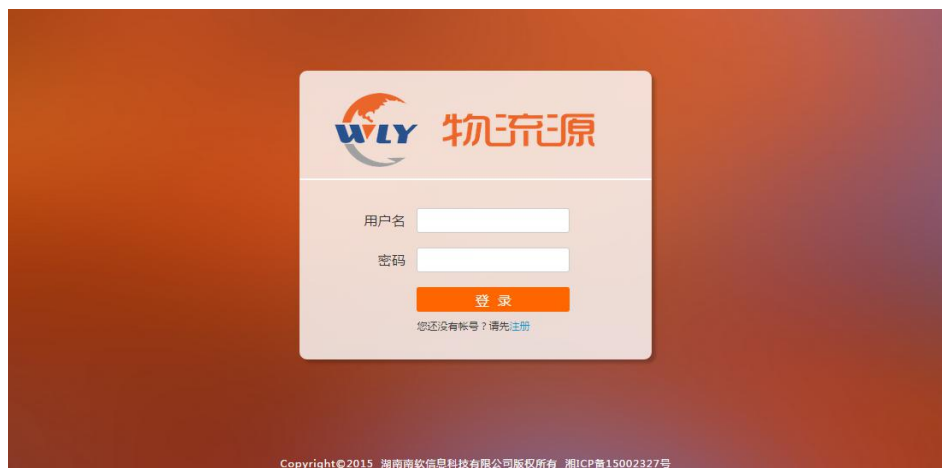 WLY 物流源
用户名
密码
登录
您还没有帐号？请先注册
Copyright©2015 湖南南软信息科技有限公司版权所有 湘ICP备15002327号